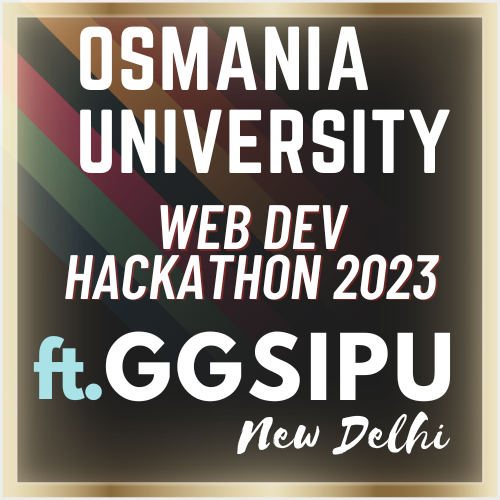 OSMANIA
UNIVERSITY
WEB DEV
HACKATHON 2023
ft.GGSIPU
New Delhi